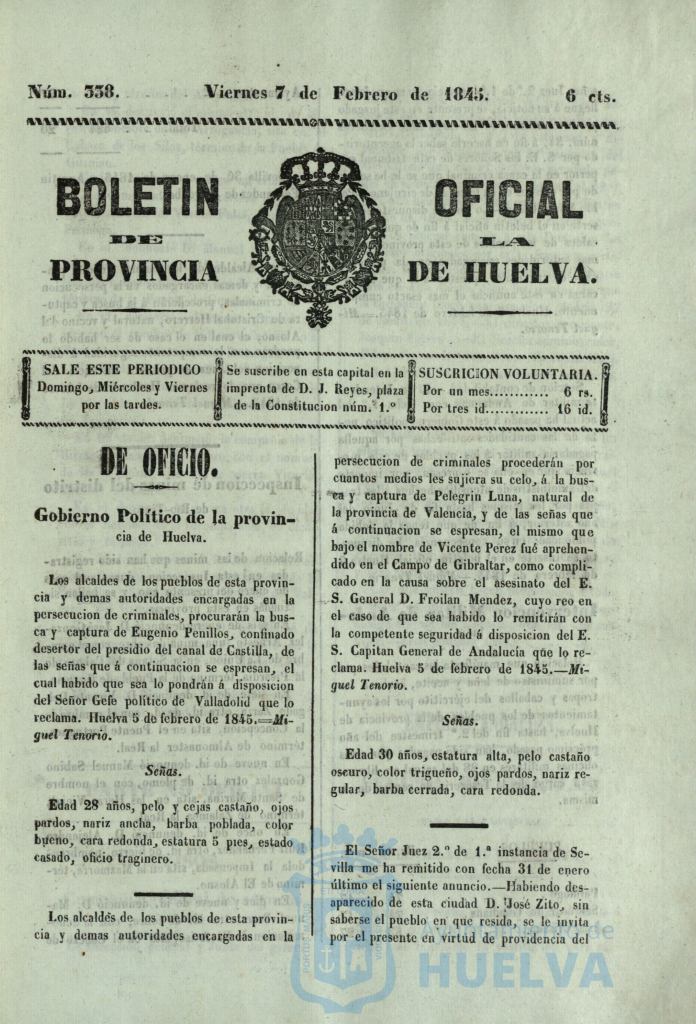 Núm. 338. Viernes 7 de Febrero de 1845. 6 cts.
BOLETIN OFICIAL
DE LA
PROVINCIA DE HUELVA.
SALE ESTE PERIODICO
Domingo, Miércoles y Viernes
por las tardes.
Se suscribe en esta capital en la
imprenta de D. J. Reyes, plaza
de la Constitucion núm. 1.º
SUSCRICION VOLUNTARIA.
Por un mes............ 6 rs.
Por tres id............ 16 id.
DE OFICIO.
Gobierno Político de la provin-
cia de Huelva.
Los alcaldes de los pueblos de esta provin-
cia y demas autoridades encargadas en la
persecucion de criminales, procurarán la bus-
ca y captura de Eugenio Penillos, confinado
desertor del presidio del canal de Castilla, de
las señas que á continuacion se espresan, el
cual habido que sea lo pondrán á disposicion
del Señor Gefe político de Valladolid que lo
reclama. Huelva 5 de febrero de 1845.=Mi-
guel Tenorio.
Señas.
Edad 28 años, pelo y cejas castaño, ojos
pardos, nariz ancha, barba poblada, color
bueno, cara redonda, estatura 5 pies, estado
casado, oficio traginero.
Los alcaldes de los pueblos de esta provin-
cia y demas autoridades encargadas en la
persecucion de criminales procederán por
cuantos medios les sujiera su celo, á la bus-
ca y captura de Pelegrin Luna, natural de
la provincia de Valencia, y de las señas que
á continuacion se espresan, el mismo que
bajo el nombre de Vicente Perez fué aprehen-
dido en el Campo de Gibraltar, como compli-
cado en la causa sobre el asesinato del E.
S. General D. Froilan Mendez, cuyo reo en
el caso de que sea habido lo remitirán con
la competente seguridad á disposicion del E.
S. Capitan General de Andalucía que lo re-
clama. Huelva 5 de febrero de 1845.—Mi-
guel Tenorio.
Señas.
Edad 30 años, estatura alta, pelo castaño
oscuro, color trigueño, ojos pardos, nariz re-
gular, barba cerrada, cara redonda.
El Señor Juez 2.º de 1.ª instancia de Se-
villa me ha remitido con fecha 31 de enero
último el siguiente anuncio.—Habiendo des-
aparecido de esta ciudad D. José Zito, sin
saberse el pueblo en que resida, se le invita
por el presente en virtud de providencia del
Ayuntamiento de
HUELVA